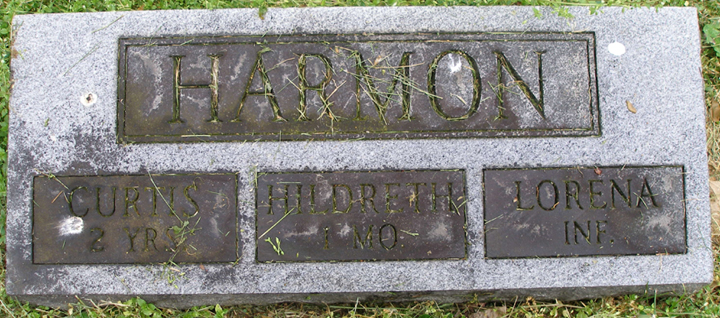 HARMON
CURTIS
2 YRS.
HILDRETH
1 MO.
LORENA
INF.